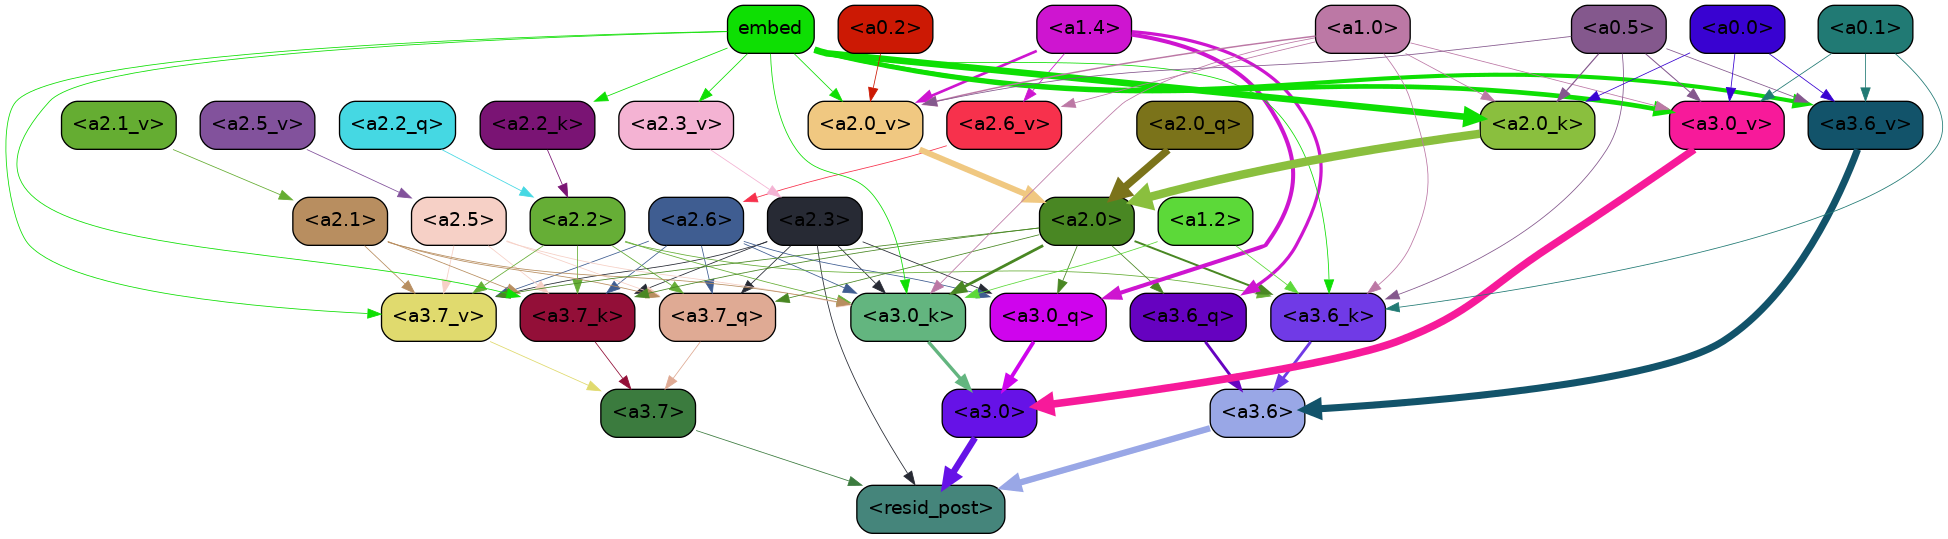 embed <a0.2> <a1.4> <a1.0> <a0.5> <a0.0> <a0.1>
<a2.1_v> <a2.5_v> <a2.2_q> <a2.2_k> <a2.3_v> <a2.0_v> <a2.6_v> <a2.0_q> <a2.0_k> <a3.0_v> <a3.6_v>
<a2.1> <a2.5> <a2.2> <a2.6> <a2.3> <a2.0> <a1.2>
<a3.7_v> <a3.7_k> <a3.7_q> <a3.0_k> <a3.0_q> <a3.6_q> <a3.6_k>
<a3.7> <a3.0> <a3.6>
<resid_post>